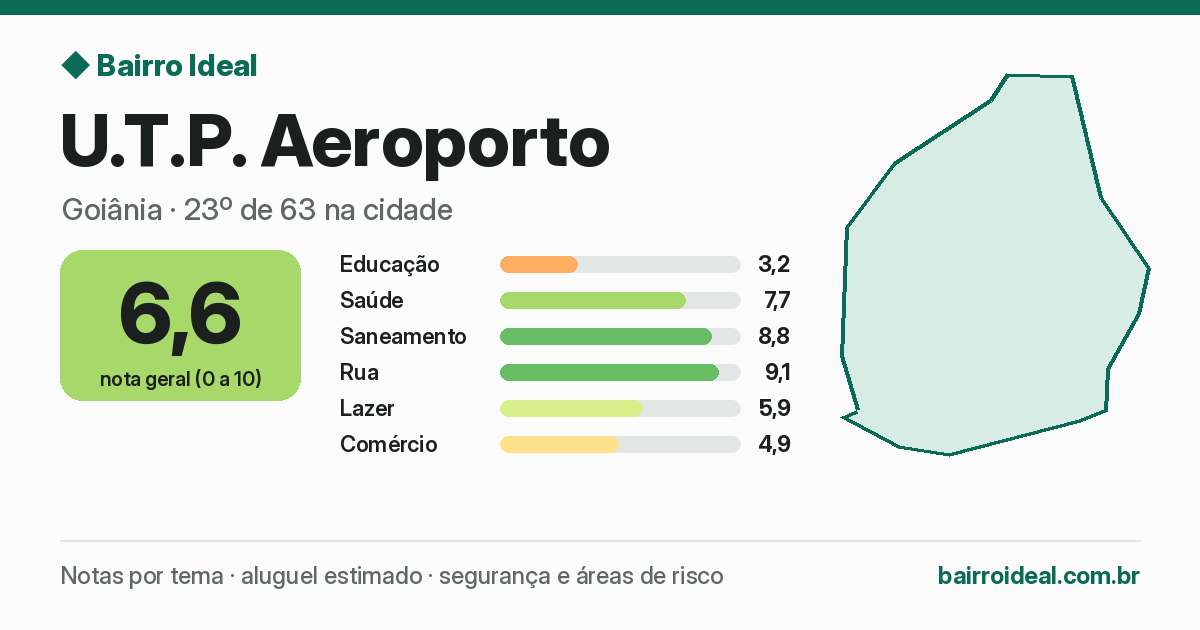 Bairro Ideal
U.T.P. Aeroporto
Goiânia · 23º de 63 na cidade
6,6
nota geral (0 a 10)
Educação 3,2
Saúde 7,7
Saneamento 8,8
Rua 9,1
Lazer 5,9
Comércio 4,9
Notas por tema · aluguel estimado · segurança e áreas de risco
bairroideal.com.br